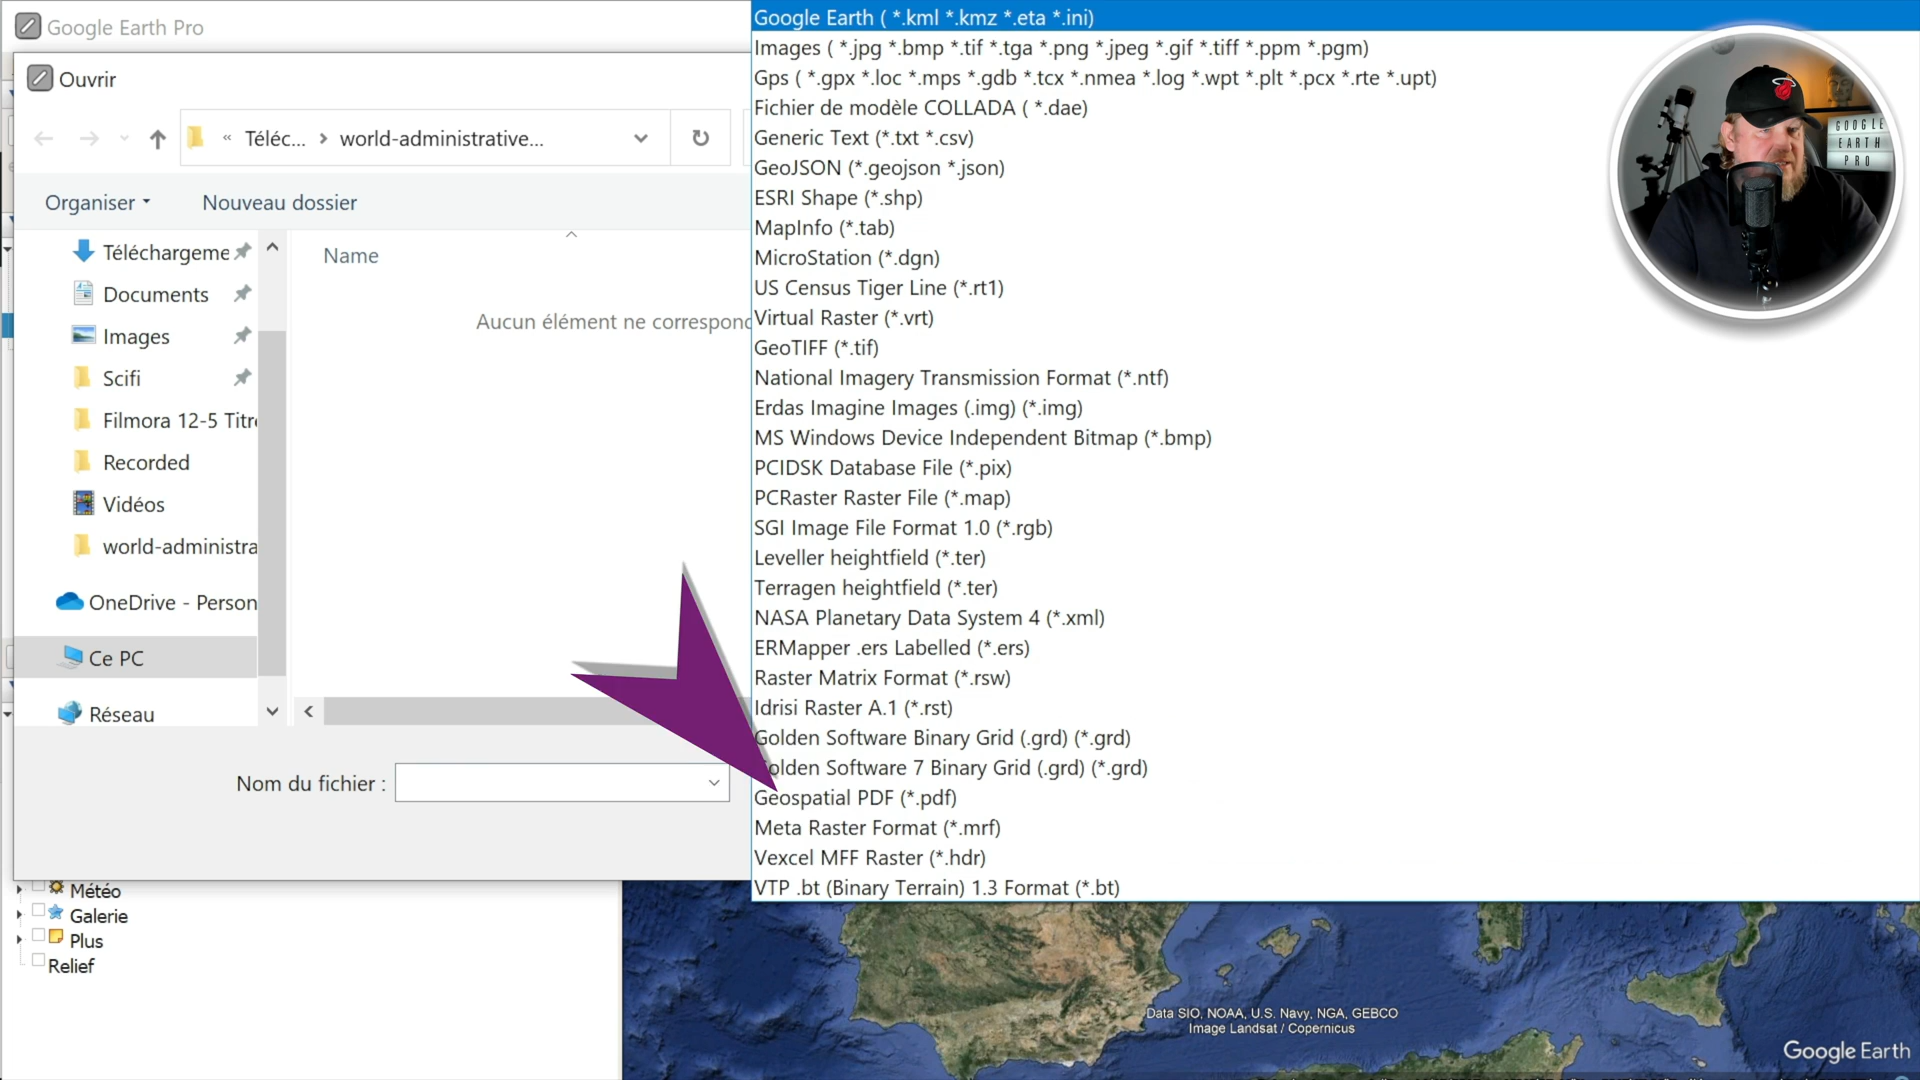 Google Earth Pro
Ouvrir
« Téléc... > world-administrative...
Organiser
Nouveau dossier
Téléchargeme
Documents
Images
Scifi
Filmora 12-5 Titre
Recorded
Vidéos
world-administra
OneDrive - Person
Ce PC
Réseau
Name
Aucun élément ne correspond
Nom du fichier :
Google Earth ( *.kml *.kmz *.eta *.ini)
Images ( *.jpg *.bmp *.tif *.tga *.png *.jpeg *.gif *.tiff *.ppm *.pgm)
Gps ( *.gpx *.loc *.mps *.gdb *.tcx *.nmea *.log *.wpt *.plt *.pcx *.rte *.upt)
Fichier de modèle COLLADA ( *.dae)
Generic Text (*.txt *.csv)
GeoJSON (*.geojson *.json)
ESRI Shape (*.shp)
MapInfo (*.tab)
MicroStation (*.dgn)
US Census Tiger Line (*.rt1)
Virtual Raster (*.vrt)
GeoTIFF (*.tif)
National Imagery Transmission Format (*.ntf)
Erdas Imagine Images (.img) (*.img)
MS Windows Device Independent Bitmap (*.bmp)
PCIDSK Database File (*.pix)
PCRaster Raster File (*.map)
SGI Image File Format 1.0 (*.rgb)
Leveller heightfield (*.ter)
Terragen heightfield (*.ter)
NASA Planetary Data System 4 (*.xml)
ERMapper .ers Labelled (*.ers)
Raster Matrix Format (*.rsw)
Idrisi Raster A.1 (*.rst)
Golden Software Binary Grid (.grd) (*.grd)
Golden Software 7 Binary Grid (.grd) (*.grd)
Geospatial PDF (*.pdf)
Meta Raster Format (*.mrf)
Vexcel MFF Raster (*.hdr)
VTP .bt (Binary Terrain) 1.3 Format (*.bt)
GOOGLE
EARTH
PRO
Météo
Galerie
Plus
Relief
Data SIO, NOAA, U.S. Navy, NGA, GEBCO
Image Landsat / Copernicus
Google Earth